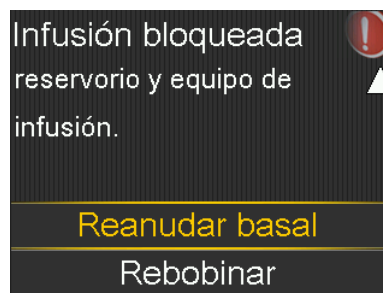 Infusión bloqueada
reservorio y equipo de
infusión.
Reanudar basal
Rebobinar